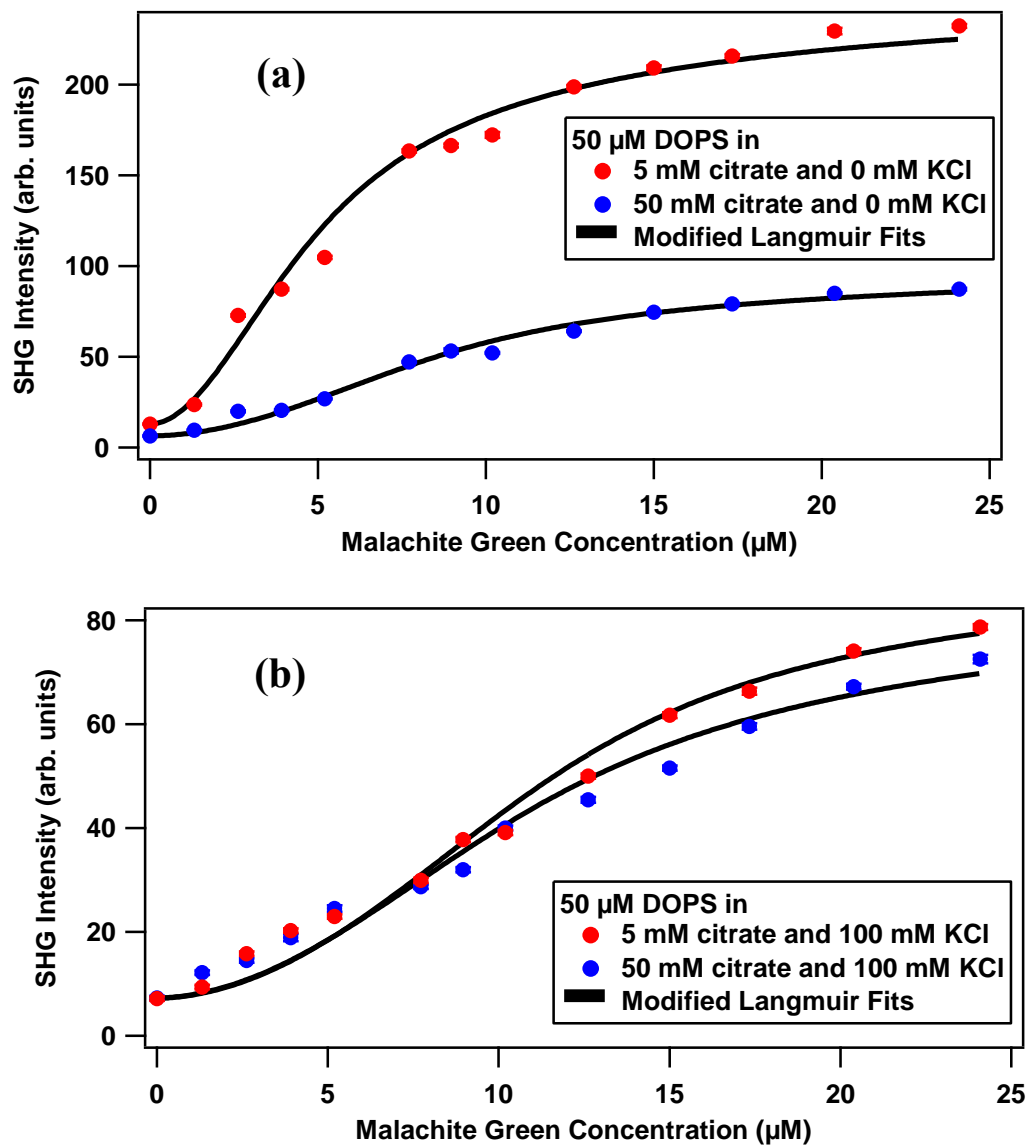 (a)
SHG Intensity (arb. units)
200
150
100
50
0
50 µM DOPS in
5 mM citrate and 0 mM KCl
50 mM citrate and 0 mM KCl
Modified Langmuir Fits
0 5 10 15 20 25
Malachite Green Concentration (µM)
(b)
SHG Intensity (arb. units)
80
60
40
20
0
50 µM DOPS in
5 mM citrate and 100 mM KCl
50 mM citrate and 100 mM KCl
Modified Langmuir Fits
0 5 10 15 20 25
Malachite Green Concentration (µM)